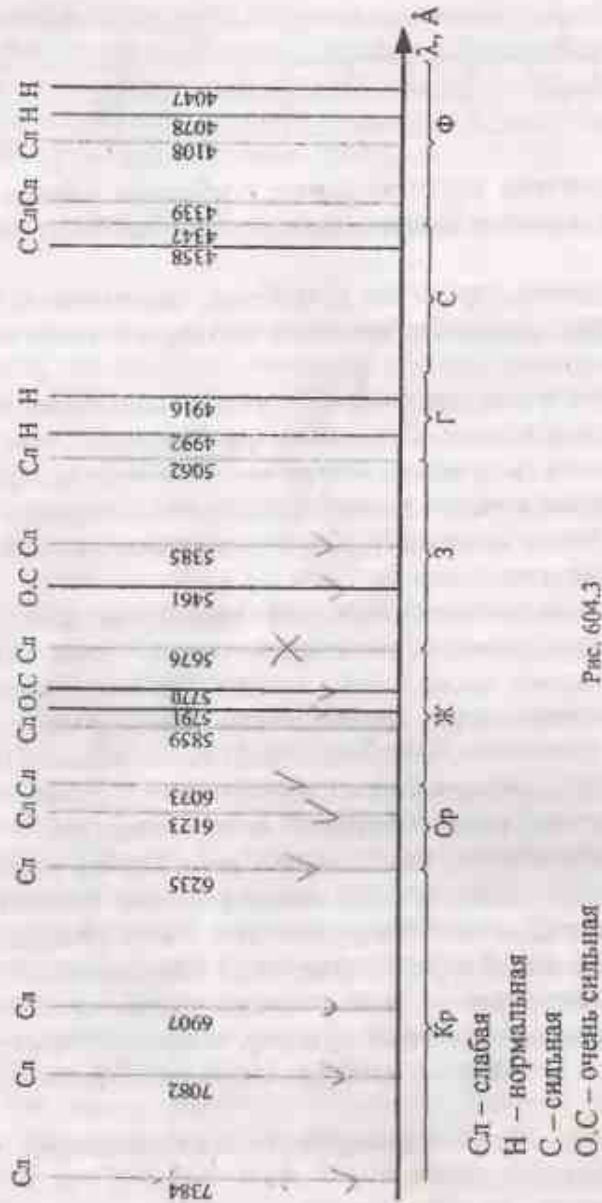 Сл Сл Сл Сл Сл Сл Сл О.С Сл О.С Сл Сл Н Н С Сл Сл Сл Н Н
7384 7082 6907 6235 6123 6073 5859 5791 5770 5676 5461 5385 5062 4992 4916 4358 4347 4339 4108 4078 4047
λ, Å
Кр Ор Ж З Г С Ф
Сл – слабая
Н – нормальная
С – сильная
О.С – очень сильная
Рис. 604.3